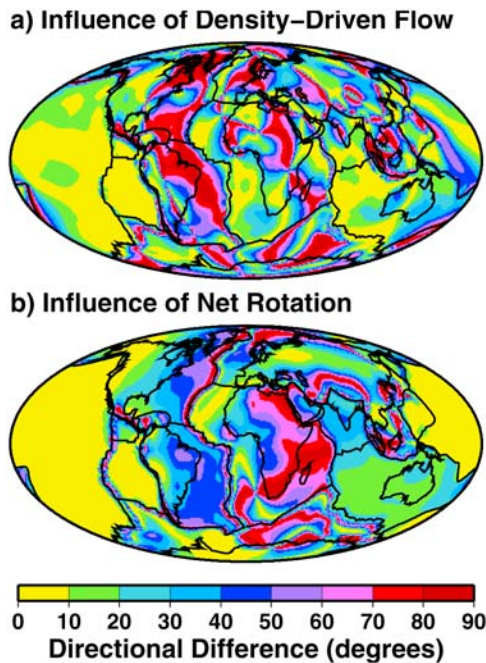 a) Influence of Density–Driven Flow
b) Influence of Net Rotation
0 10 20 30 40 50 60 70 80 90
Directional Difference (degrees)